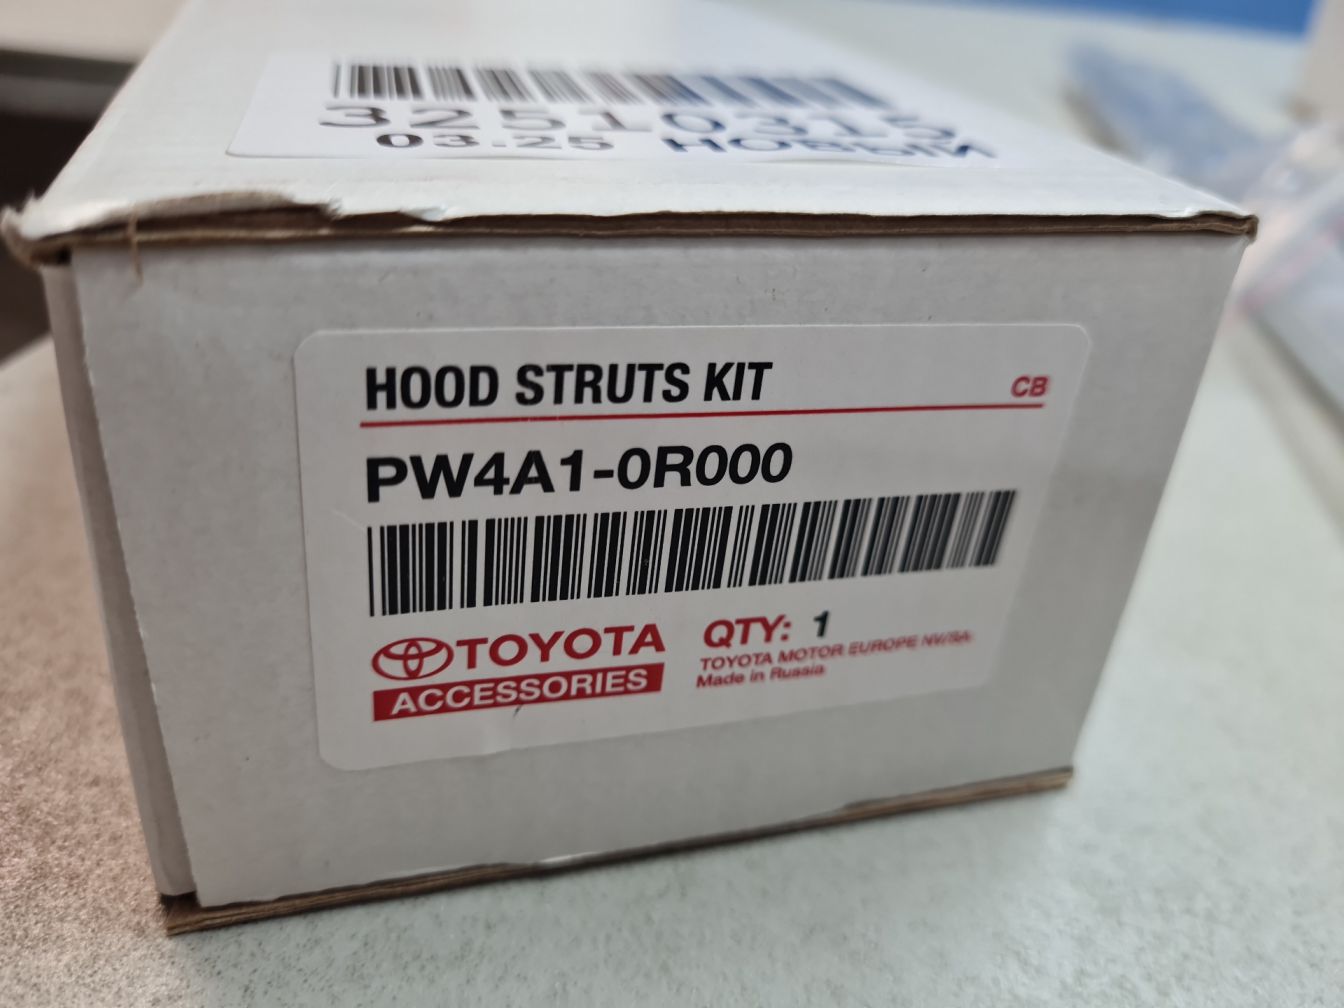 32510315
03.25 НОВЫМ
HOOD STRUTS KIT
CB
PW4A1-0R000
TOYOTA
ACCESSORIES
QTY: 1
TOYOTA MOTOR EUROPE NV/SA
Made in Russia